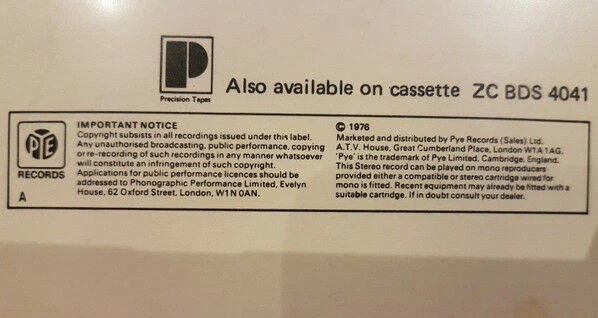 Precision Tapes
Also available on cassette ZC BDS 4041
PYE
RECORDS
A
IMPORTANT NOTICE
Copyright subsists in all recordings issued under this label.
Any unauthorised broadcasting, public performance, copying
or re-recording of such recordings in any manner whatsoever
will constitute an infringement of such copyright.
Applications for public performance licences should be
addressed to Phonographic Performance Limited, Evelyn
House, 62 Oxford Street, London, W1N 0AN.
© 1976
Marketed and distributed by Pye Records (Sales) Ltd.
A.T.V. House, Great Cumberland Place, London W1A 1AG.
'Pye' is the trademark of Pye Limited, Cambridge, England.
This Stereo record can be played on mono reproducers
provided either a compatible or stereo cartridge wired for
mono is fitted. Recent equipment may already be fitted with a
suitable cartridge. If in doubt consult your dealer.